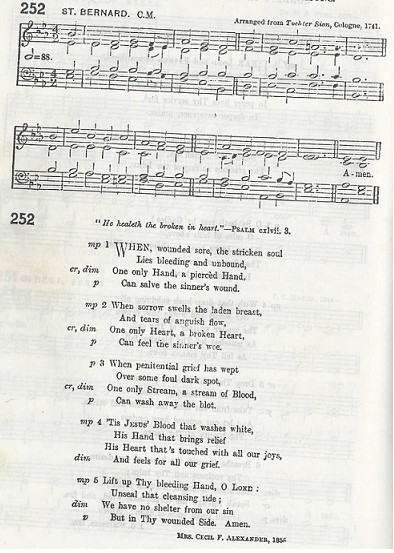 252 ST. BERNARD. C.M.
Arranged from Tochter Sion, Cologne, 1741.
=88.
A-men.
252
"He healeth the broken in heart."—PSALM cxlvii. 3.
mp 1 WHEN, wounded sore, the stricken soul
Lies bleeding and unbound,
cr, dim One only Hand, a piercèd Hand,
p Can salve the sinner's wound.
mp 2 When sorrow swells the laden breast,
And tears of anguish flow,
cr, dim One only Heart, a broken Heart,
p Can feel the sinner's woe.
p 3 When penitential grief has wept
Over some foul dark spot,
cr, dim One only Stream, a stream of Blood,
p Can wash away the blot.
mp 4 'Tis JESUS' Blood that washes white,
His Hand that brings relief
His Heart that's touched with all our joys,
dim And feels for all our grief.
mp 5 Lift up Thy bleeding Hand, O LORD:
Unseal that cleansing tide;
dim We have no shelter from our sin
p But in Thy wounded Side. Amen.
MRS. CECIL F. ALEXANDER,